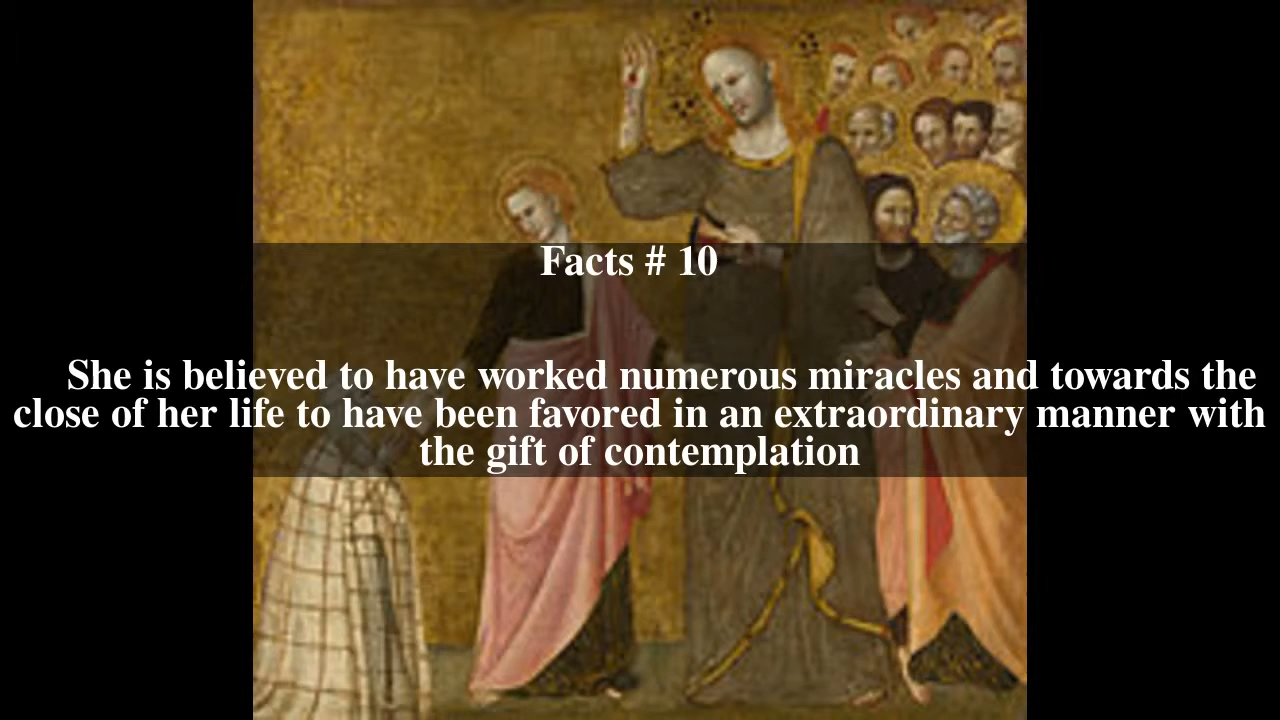 Facts # 10
She is believed to have worked numerous miracles and towards the
close of her life to have been favored in an extraordinary manner with
the gift of contemplation